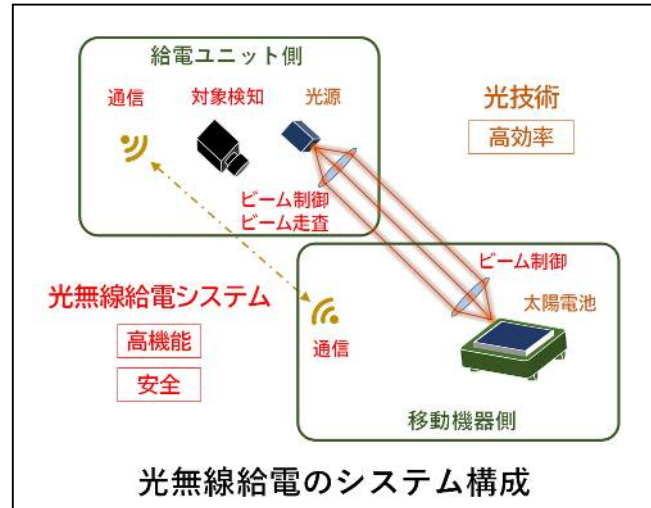 給電ユニット側
通信
対象検知
光源
ビーム制御
ビーム走査
光技術
高効率
光無線給電システム
高機能
安全
ビーム制御
太陽電池
通信
移動機器側
光無線給電のシステム構成